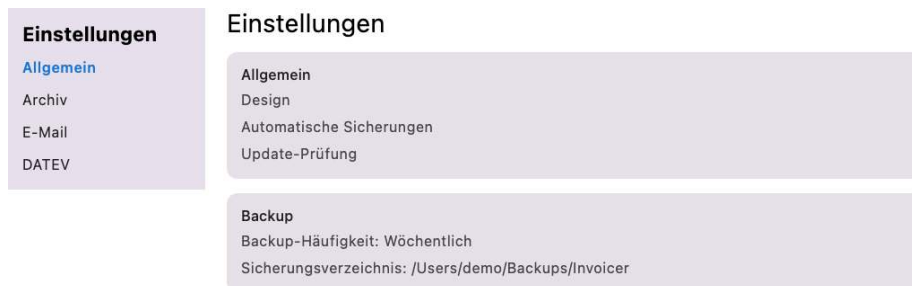 Einstellungen
Allgemein
Archiv
E-Mail
DATEV
Einstellungen
Allgemein
Design
Automatische Sicherungen
Update-Prüfung
Backup
Backup-Häufigkeit: Wöchentlich
Sicherungsverzeichnis: /Users/demo/Backups/Invoicer